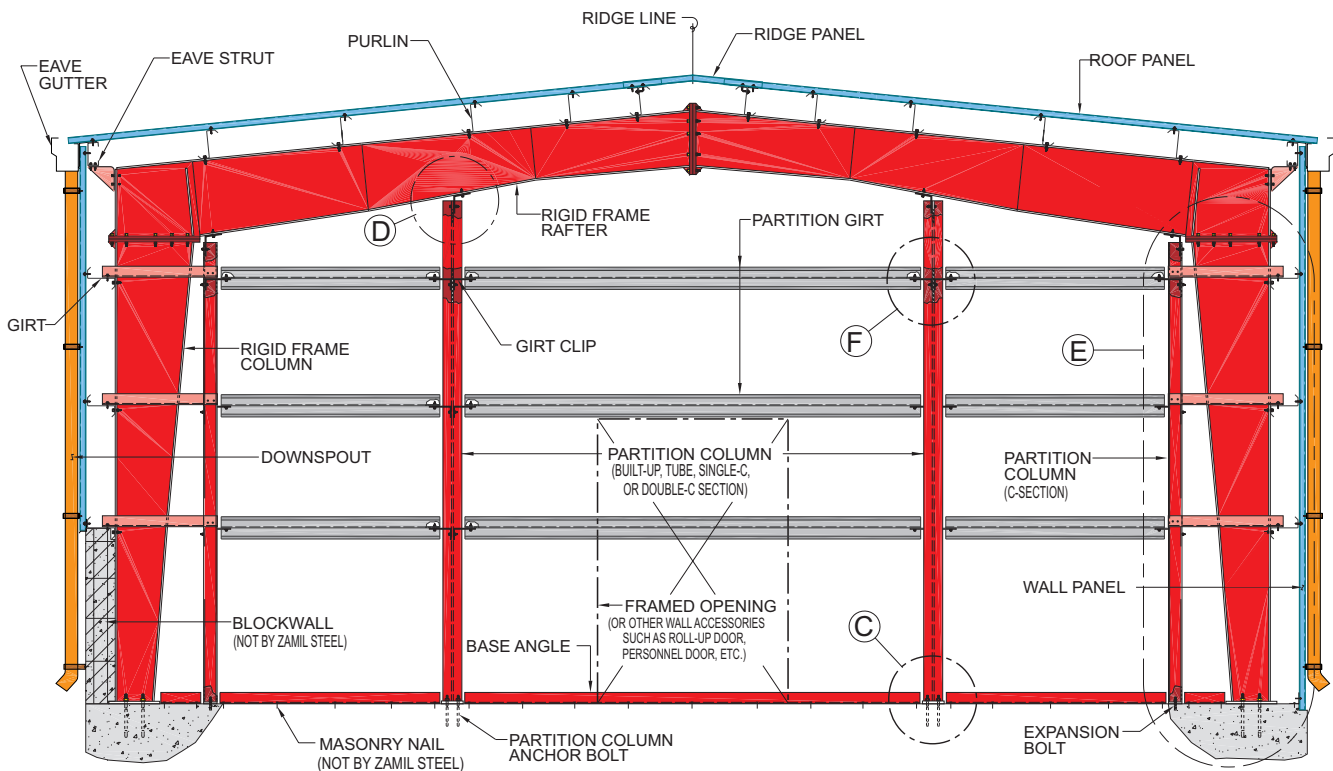 RIDGE LINE
PURLIN
RIDGE PANEL
EAVE STRUT
ROOF PANEL
EAVE
GUTTER
D
RIGID FRAME
RAFTER
PARTITION GIRT
GIRT
RIGID FRAME
COLUMN
GIRT CLIP
F
E
DOWNSPOUT
PARTITION COLUMN
(BUILT-UP, TUBE, SINGLE-C,
OR DOUBLE-C SECTION)
PARTITION
COLUMN
(C-SECTION)
BLOCKWALL
(NOT BY ZAMIL STEEL)
FRAMED OPENING
(OR OTHER WALL ACCESSORIES
SUCH AS ROLL-UP DOOR,
PERSONNEL DOOR, ETC.)
WALL PANEL
BASE ANGLE
C
MASONRY NAIL
(NOT BY ZAMIL STEEL)
PARTITION COLUMN
ANCHOR BOLT
EXPANSION
BOLT